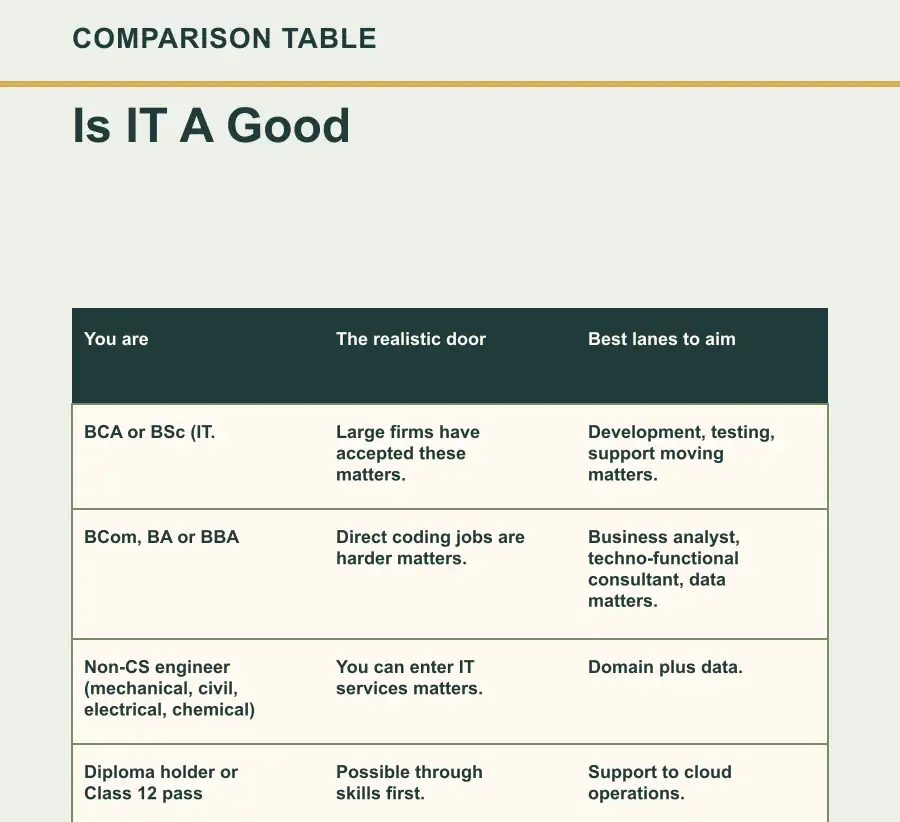 COMPARISON TABLE
Is IT A Good
You are
The realistic door
Best lanes to aim
BCA or BSc (IT.
Large firms have
accepted these
matters.
Development, testing,
support moving
matters.
BCom, BA or BBA
Direct coding jobs are
harder matters.
Business analyst,
techno-functional
consultant, data
matters.
Non-CS engineer
(mechanical, civil,
electrical, chemical)
You can enter IT
services matters.
Domain plus data.
Diploma holder or
Class 12 pass
Possible through
skills first.
Support to cloud
operations.